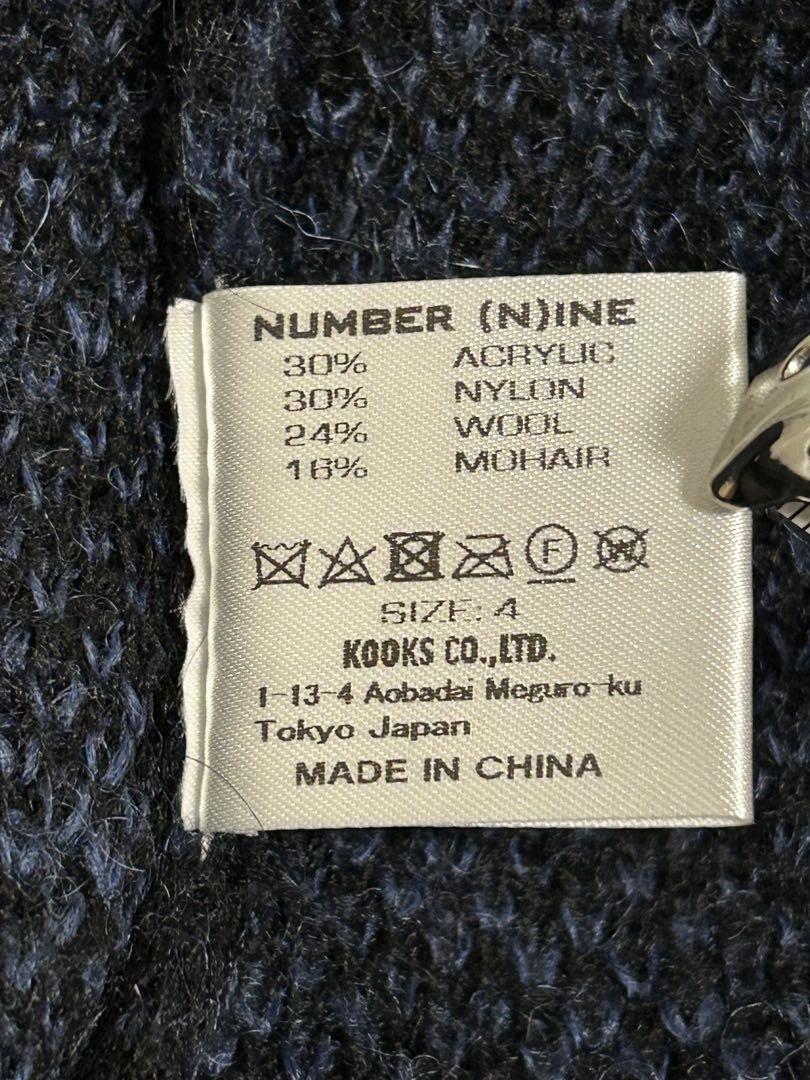 NUMBER (N)INE
30% ACRYLIC
30% NYLON
24% WOOL
16% MOHAIR
F W
SIZE: 4
KOOKS CO.,LTD.
1-13-4 Aobadai Meguro-ku
Tokyo Japan
MADE IN CHINA